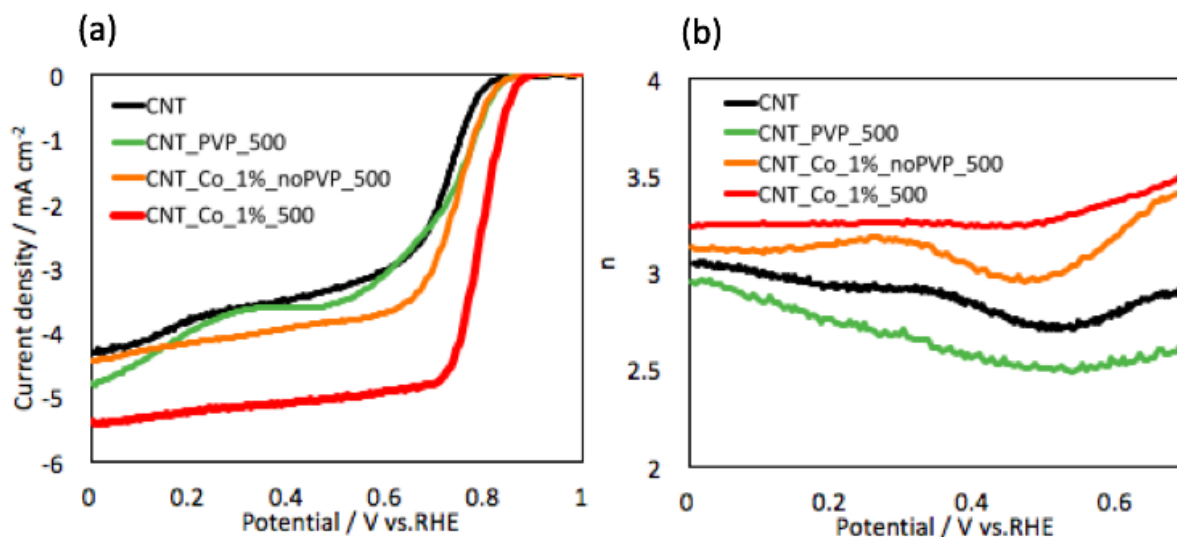 (a)
0
-1
-2
-3
-4
-5
-6
Current density / mA cm⁻²
CNT
CNT_PVP_500
CNT_Co_1%_noPVP_500
CNT_Co_1%_500
0 0.2 0.4 0.6 0.8 1
Potential / V vs.RHE
(b)
4
3.5
3
2.5
2
n
CNT
CNT_PVP_500
CNT_Co_1%_noPVP_500
CNT_Co_1%_500
0 0.2 0.4 0.6
Potential / V vs.RHE